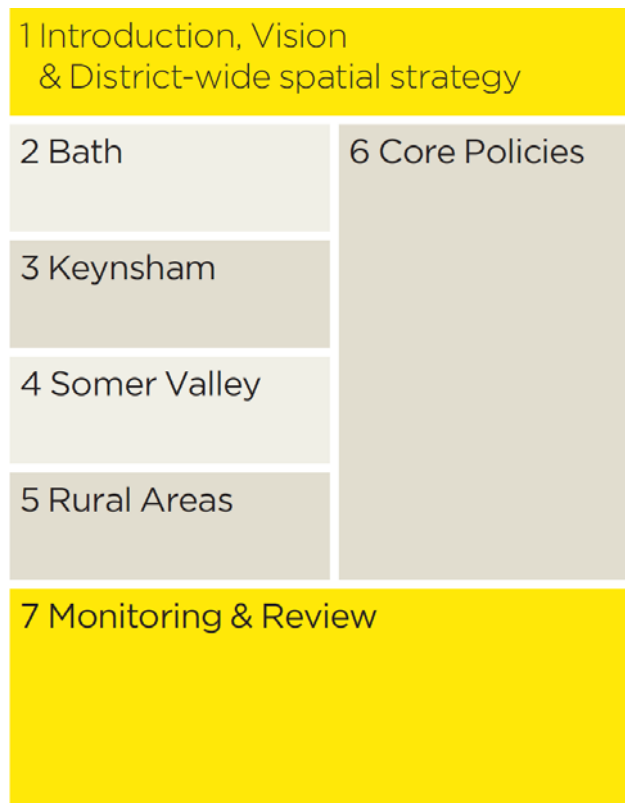 1 Introduction, Vision
& District-wide spatial strategy
2 Bath
3 Keynsham
4 Somer Valley
5 Rural Areas
6 Core Policies
7 Monitoring & Review